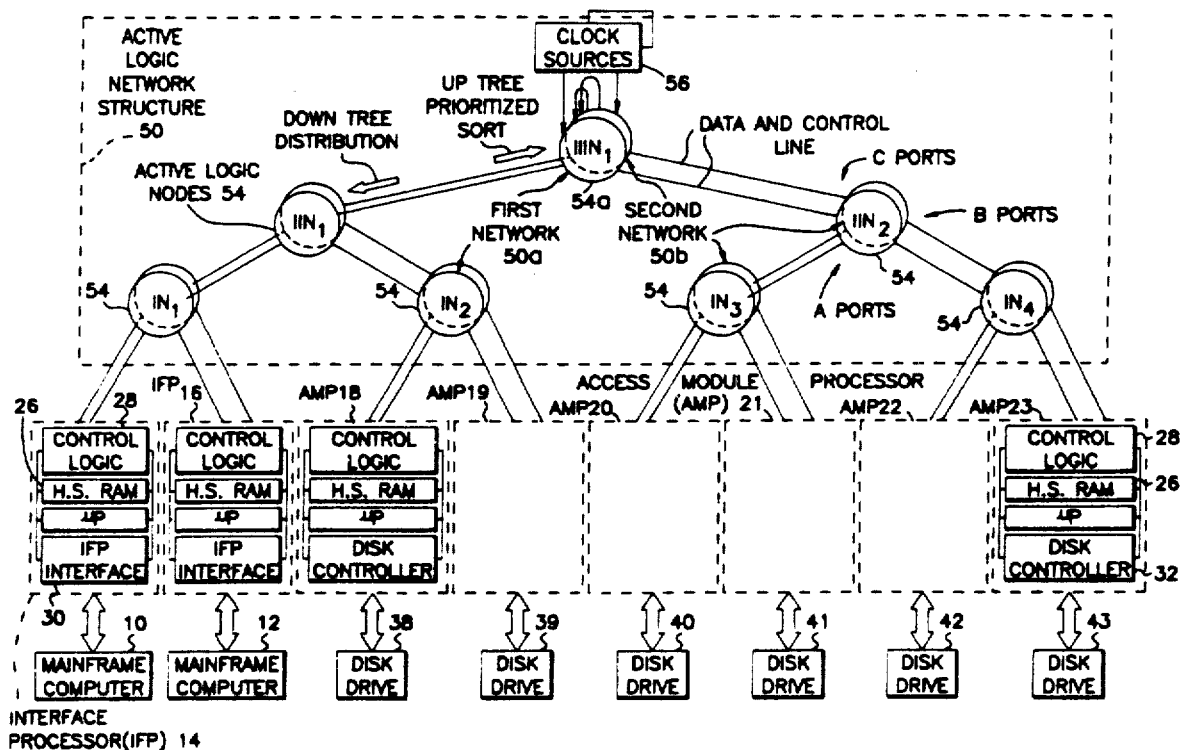 ACTIVE
LOGIC
NETWORK
STRUCTURE
50
CLOCK
SOURCES
56
UP TREE
PRIORITIZED
SORT
DOWN TREE
DISTRIBUTION
DATA AND CONTROL
LINE
C PORTS
B PORTS
A PORTS
ACTIVE LOGIC
NODES 54
IIIN1
54a
FIRST
NETWORK
50a
SECOND
NETWORK
50b
IIN1
IIN2
54
54
IN1
54
IN2
54
IN3
54
IN4
IFP16
AMP18
AMP19
ACCESS
MODULE
PROCESSOR
AMP20
(AMP) 21
AMP22
AMP23
26
28
CONTROL
LOGIC
H.S. RAM
μP
IFP
INTERFACE
30
CONTROL
LOGIC
H.S. RAM
μP
IFP
INTERFACE
CONTROL
LOGIC
H.S. RAM
μP
DISK
CONTROLLER
CONTROL
LOGIC
28
H.S. RAM
26
μP
DISK
CONTROLLER
32
10
MAINFRAME
COMPUTER
12
MAINFRAME
COMPUTER
38
DISK
DRIVE
39
DISK
DRIVE
40
DISK
DRIVE
41
DISK
DRIVE
42
DISK
DRIVE
43
DISK
DRIVE
INTERFACE
PROCESSOR(IFP) 14